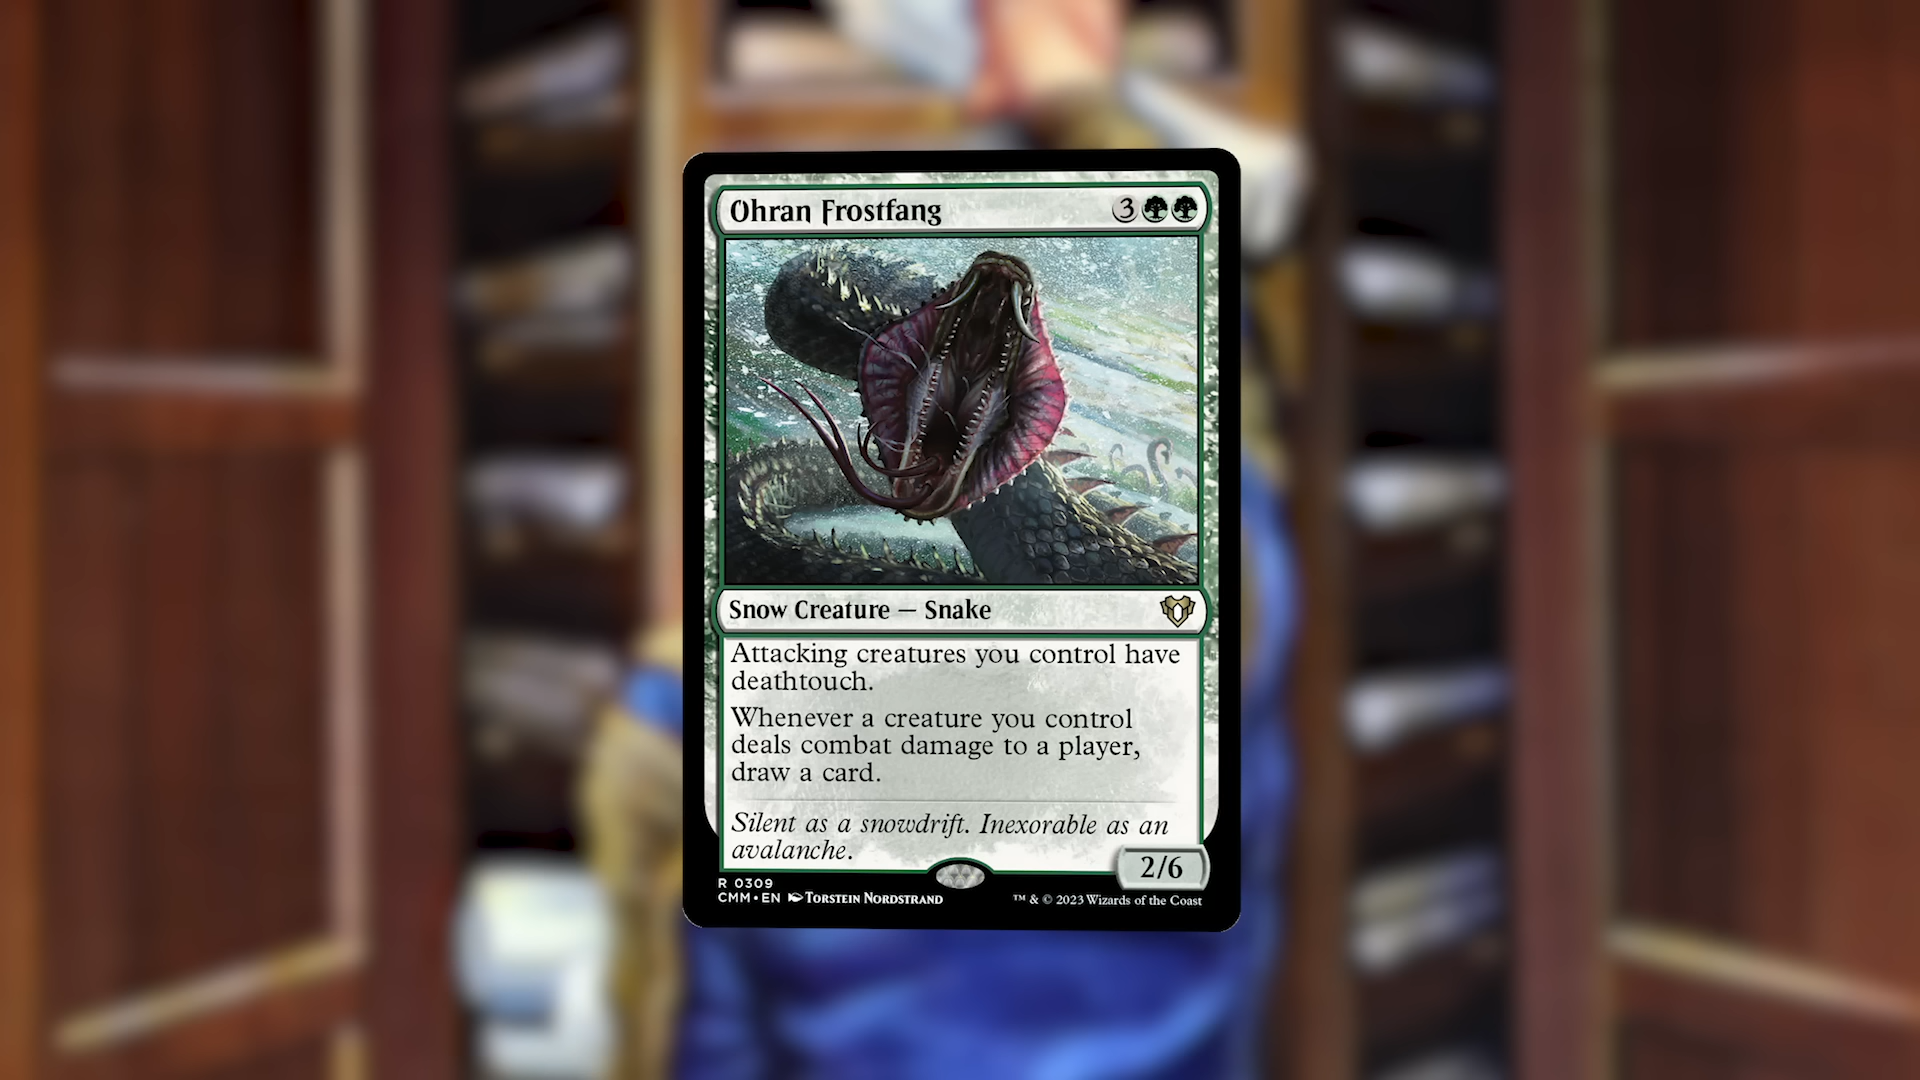 Ohran Frostfang 3
Snow Creature — Snake
Attacking creatures you control have
deathtouch.
Whenever a creature you control
deals combat damage to a player,
draw a card.
Silent as a snowdrift. Inexorable as an
avalanche.
2/6
R 0309
CMM • EN Torstein Nordstrand ™ & © 2023 Wizards of the Coast